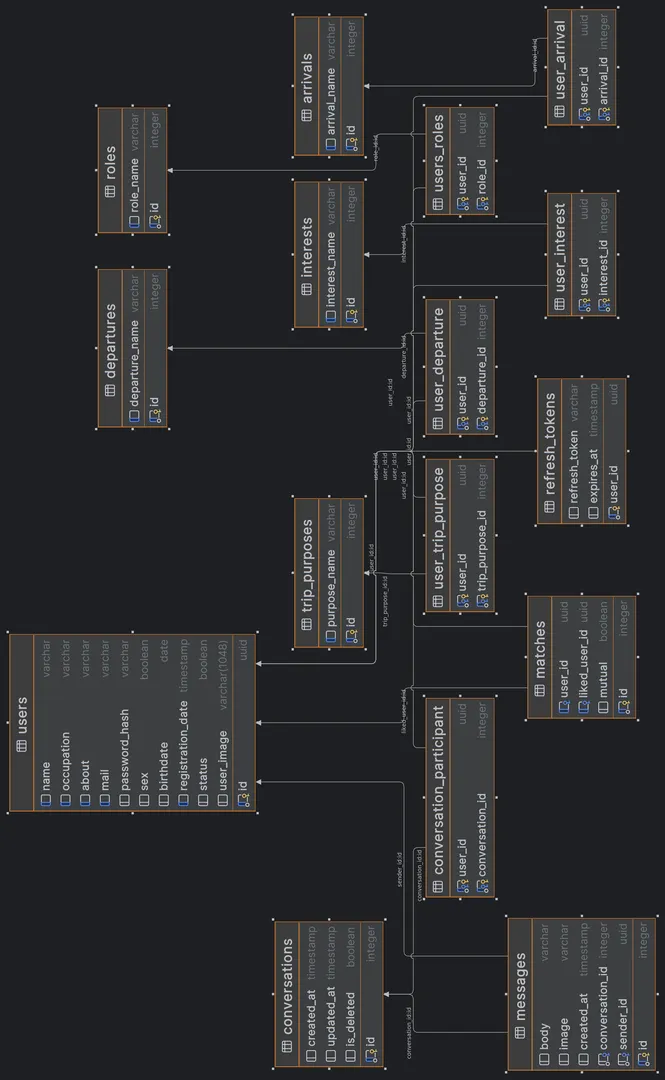 users
name varchar
occupation varchar
about varchar
mail varchar
password_hash varchar
sex boolean
birthdate date
registration_date timestamp
status boolean
user_image varchar(1048)
id uuid
departures
departure_name varchar
id integer
roles
role_name varchar
id integer
conversations
created_at timestamp
updated_at timestamp
is_deleted boolean
id integer
trip_purposes
purpose_name varchar
id integer
interests
interest_name varchar
id integer
arrivals
arrival_name varchar
id integer
conversation_participant
user_id uuid
conversation_id integer
user_trip_purpose
user_id uuid
trip_purpose_id integer
user_departure
user_id uuid
departure_id integer
users_roles
user_id uuid
role_id integer
messages
body varchar
image varchar
created_at timestamp
conversation_id integer
sender_id uuid
id integer
matches
user_id uuid
liked_user_id uuid
mutual boolean
id integer
refresh_tokens
refresh_token varchar
expires_at timestamp
user_id uuid
user_interest
user_id uuid
interest_id integer
user_arrival
user_id uuid
arrival_id integer
user_id:id
trip_purpose_id:id
user_id:id
user_id:id
user_id:id
user_id:id
user_id:id
user_id:id
user_id:id
sender_id:id
liked_user_id:id
conversation_id:id
conversation_id:id
departure_id:id
interest_id:id
role_id:id
arrival_id:id